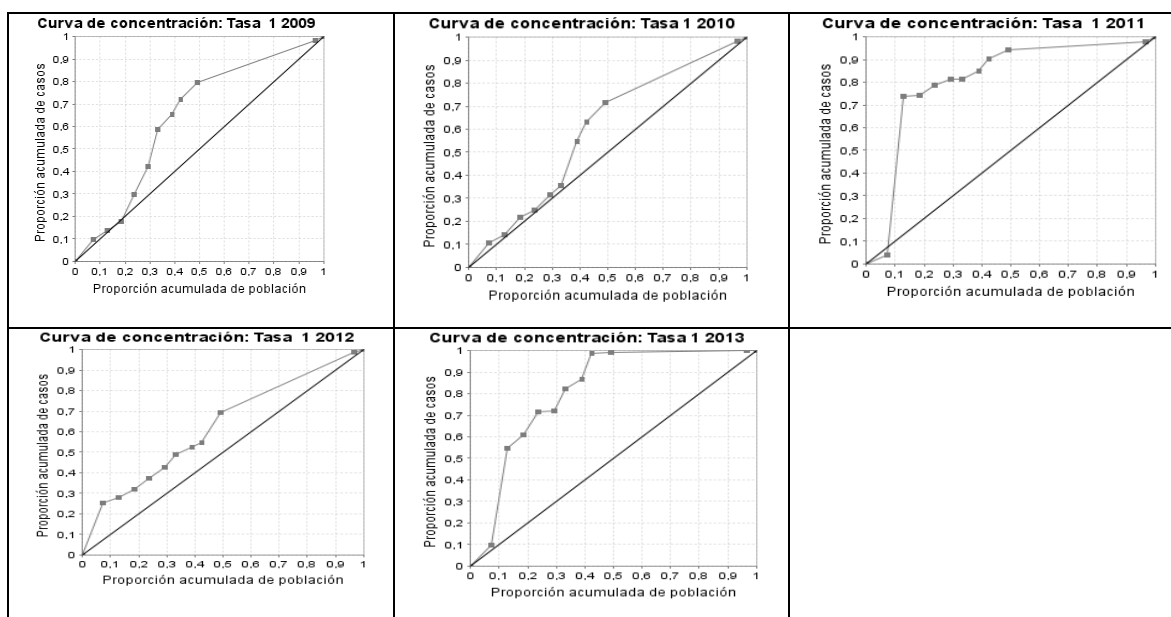 Curva de concentración: Tasa 1 2009
Proporción acumulada de casos
1
0,9
0,8
0,7
0,6
0,5
0,4
0,3
0,2
0,1
0
0 0,1 0,2 0,3 0,4 0,5 0,6 0,7 0,8 0,9 1
Proporción acumulada de población
Curva de concentración: Tasa 1 2010
Proporción acumulada de casos
1
0,9
0,8
0,7
0,6
0,5
0,4
0,3
0,2
0,1
0
0 0,1 0,2 0,3 0,4 0,5 0,6 0,7 0,8 0,9 1
Proporción acumulada de población
Curva de concentración: Tasa 1 2011
Proporción acumulada de casos
1
0,9
0,8
0,7
0,6
0,5
0,4
0,3
0,2
0,1
0
0 0,1 0,2 0,3 0,4 0,5 0,6 0,7 0,8 0,9 1
Proporción acumulada de población
Curva de concentración: Tasa 1 2012
Proporción acumulada de casos
1
0,9
0,8
0,7
0,6
0,5
0,4
0,3
0,2
0,1
0
0 0,1 0,2 0,3 0,4 0,5 0,6 0,7 0,8 0,9 1
Proporción acumulada de población
Curva de concentración: Tasa 1 2013
Proporción acumulada de casos
1
0,9
0,8
0,7
0,6
0,5
0,4
0,3
0,2
0,1
0
0 0,1 0,2 0,3 0,4 0,5 0,6 0,7 0,8 0,9 1
Proporción acumulada de población